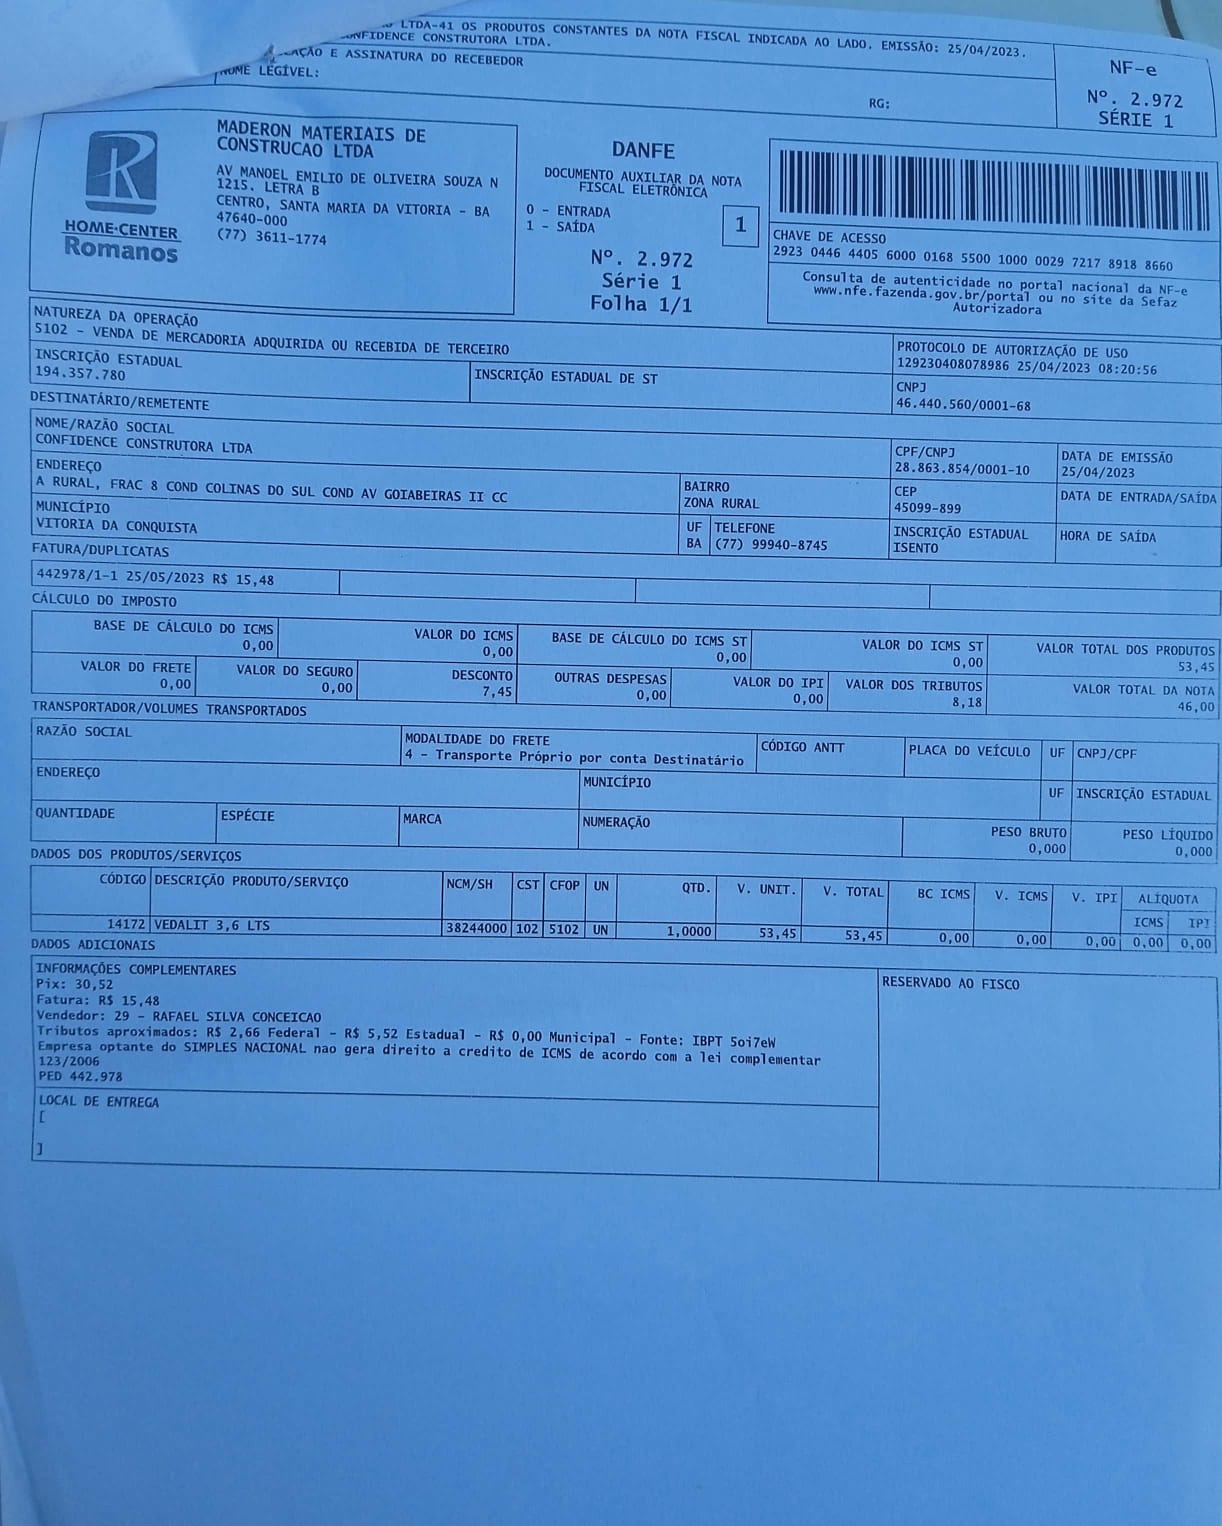 LTDA-41 OS PRODUTOS CONSTANTES DA NOTA FISCAL INDICADA AO LADO. EMISSÃO: 25/04/2023.
CONSTRUTORA LTDA.
E ASSINATURA DO RECEBEDOR
NOME LEGÍVEL:
RG:
NF-e
Nº. 2.972
SÉRIE 1
HOME·CENTER
Romanos
MADERON MATERIAIS DE
CONSTRUCAO LTDA
AV MANOEL EMILIO DE OLIVEIRA SOUZA N
1215. LETRA B
CENTRO, SANTA MARIA DA VITORIA - BA
47640-000
(77) 3611-1774
DANFE
DOCUMENTO AUXILIAR DA NOTA
FISCAL ELETRÔNICA
0 - ENTRADA
1 - SAÍDA
1
Nº. 2.972
Série 1
Folha 1/1
CHAVE DE ACESSO
2923 0446 4405 6000 0168 5500 1000 0029 7217 8918 8660
Consulta de autenticidade no portal nacional da NF-e
www.nfe.fazenda.gov.br/portal ou no site da Sefaz
Autorizadora
NATUREZA DA OPERAÇÃO
5102 - VENDA DE MERCADORIA ADQUIRIDA OU RECEBIDA DE TERCEIRO
PROTOCOLO DE AUTORIZAÇÃO DE USO
129230408078986 25/04/2023 08:20:56
INSCRIÇÃO ESTADUAL
194.357.780
INSCRIÇÃO ESTADUAL DE ST
CNPJ
46.440.560/0001-68
DESTINATÁRIO/REMETENTE
NOME/RAZÃO SOCIAL
CONFIDENCE CONSTRUTORA LTDA
CPF/CNPJ
28.863.854/0001-10
DATA DE EMISSÃO
25/04/2023
ENDEREÇO
A RURAL, FRAC 8 COND COLINAS DO SUL COND AV GOIABEIRAS II CC
BAIRRO
ZONA RURAL
CEP
45099-899
DATA DE ENTRADA/SAÍDA
MUNICÍPIO
VITORIA DA CONQUISTA
UF
BA
TELEFONE
(77) 99940-8745
INSCRIÇÃO ESTADUAL
ISENTO
HORA DE SAÍDA
FATURA/DUPLICATAS
442978/1-1 25/05/2023 R$ 15,48
CÁLCULO DO IMPOSTO
BASE DE CÁLCULO DO ICMS
0,00
VALOR DO ICMS
0,00
BASE DE CÁLCULO DO ICMS ST
0,00
VALOR DO ICMS ST
0,00
VALOR TOTAL DOS PRODUTOS
53,45
VALOR DO FRETE
0,00
VALOR DO SEGURO
0,00
DESCONTO
7,45
OUTRAS DESPESAS
0,00
VALOR DO IPI
0,00
VALOR DOS TRIBUTOS
8,18
VALOR TOTAL DA NOTA
46,00
TRANSPORTADOR/VOLUMES TRANSPORTADOS
RAZÃO SOCIAL
MODALIDADE DO FRETE
4 - Transporte Próprio por conta Destinatário
CÓDIGO ANTT
PLACA DO VEÍCULO
UF
CNPJ/CPF
ENDEREÇO
MUNICÍPIO
UF
INSCRIÇÃO ESTADUAL
QUANTIDADE
ESPÉCIE
MARCA
NUMERAÇÃO
PESO BRUTO
0,000
PESO LÍQUIDO
0,000
DADOS DOS PRODUTOS/SERVIÇOS
CÓDIGO DESCRIÇÃO PRODUTO/SERVIÇO NCM/SH CST CFOP UN QTD. V. UNIT. V. TOTAL BC ICMS V. ICMS V. IPI ALÍQUOTA
ICMS IPI
14172 VEDALIT 3,6 LTS 38244000 102 5102 UN 1,0000 53,45 53,45 0,00 0,00 0,00 0,00 0,00
DADOS ADICIONAIS
INFORMAÇÕES COMPLEMENTARES
Pix: 30,52
Fatura: R$ 15,48
Vendedor: 29 - RAFAEL SILVA CONCEICAO
Tributos aproximados: R$ 2,66 Federal - R$ 5,52 Estadual - R$ 0,00 Municipal - Fonte: IBPT 5oi7eW
Empresa optante do SIMPLES NACIONAL nao gera direito a credito de ICMS de acordo com a lei complementar
123/2006
PED 442.978
RESERVADO AO FISCO
LOCAL DE ENTREGA
[
]